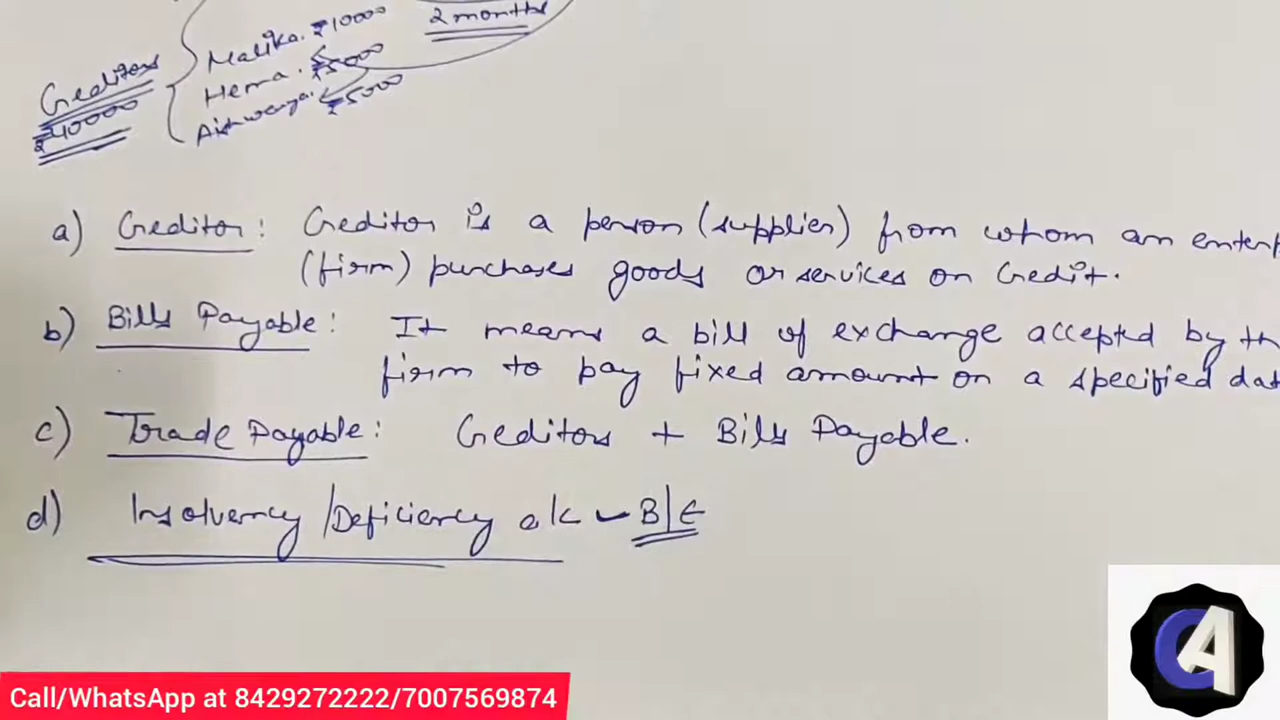 Malika. ₹10000
2 months
Creditors
Hema. ₹5000
₹40000
Aishwarya. ₹5000
a) Creditor: Creditor is a person (supplier) from whom an enterp
(firm) purchases goods or services on Credit.
b) Bills Payable: It means a bill of exchange accepted by th
firm to pay fixed amount on a specified dat
c) Trade Payable: Creditors + Bills Payable.
d) Insolvency/Deficiency a/c B/E
CA
Call/WhatsApp at 8429272222/7007569874